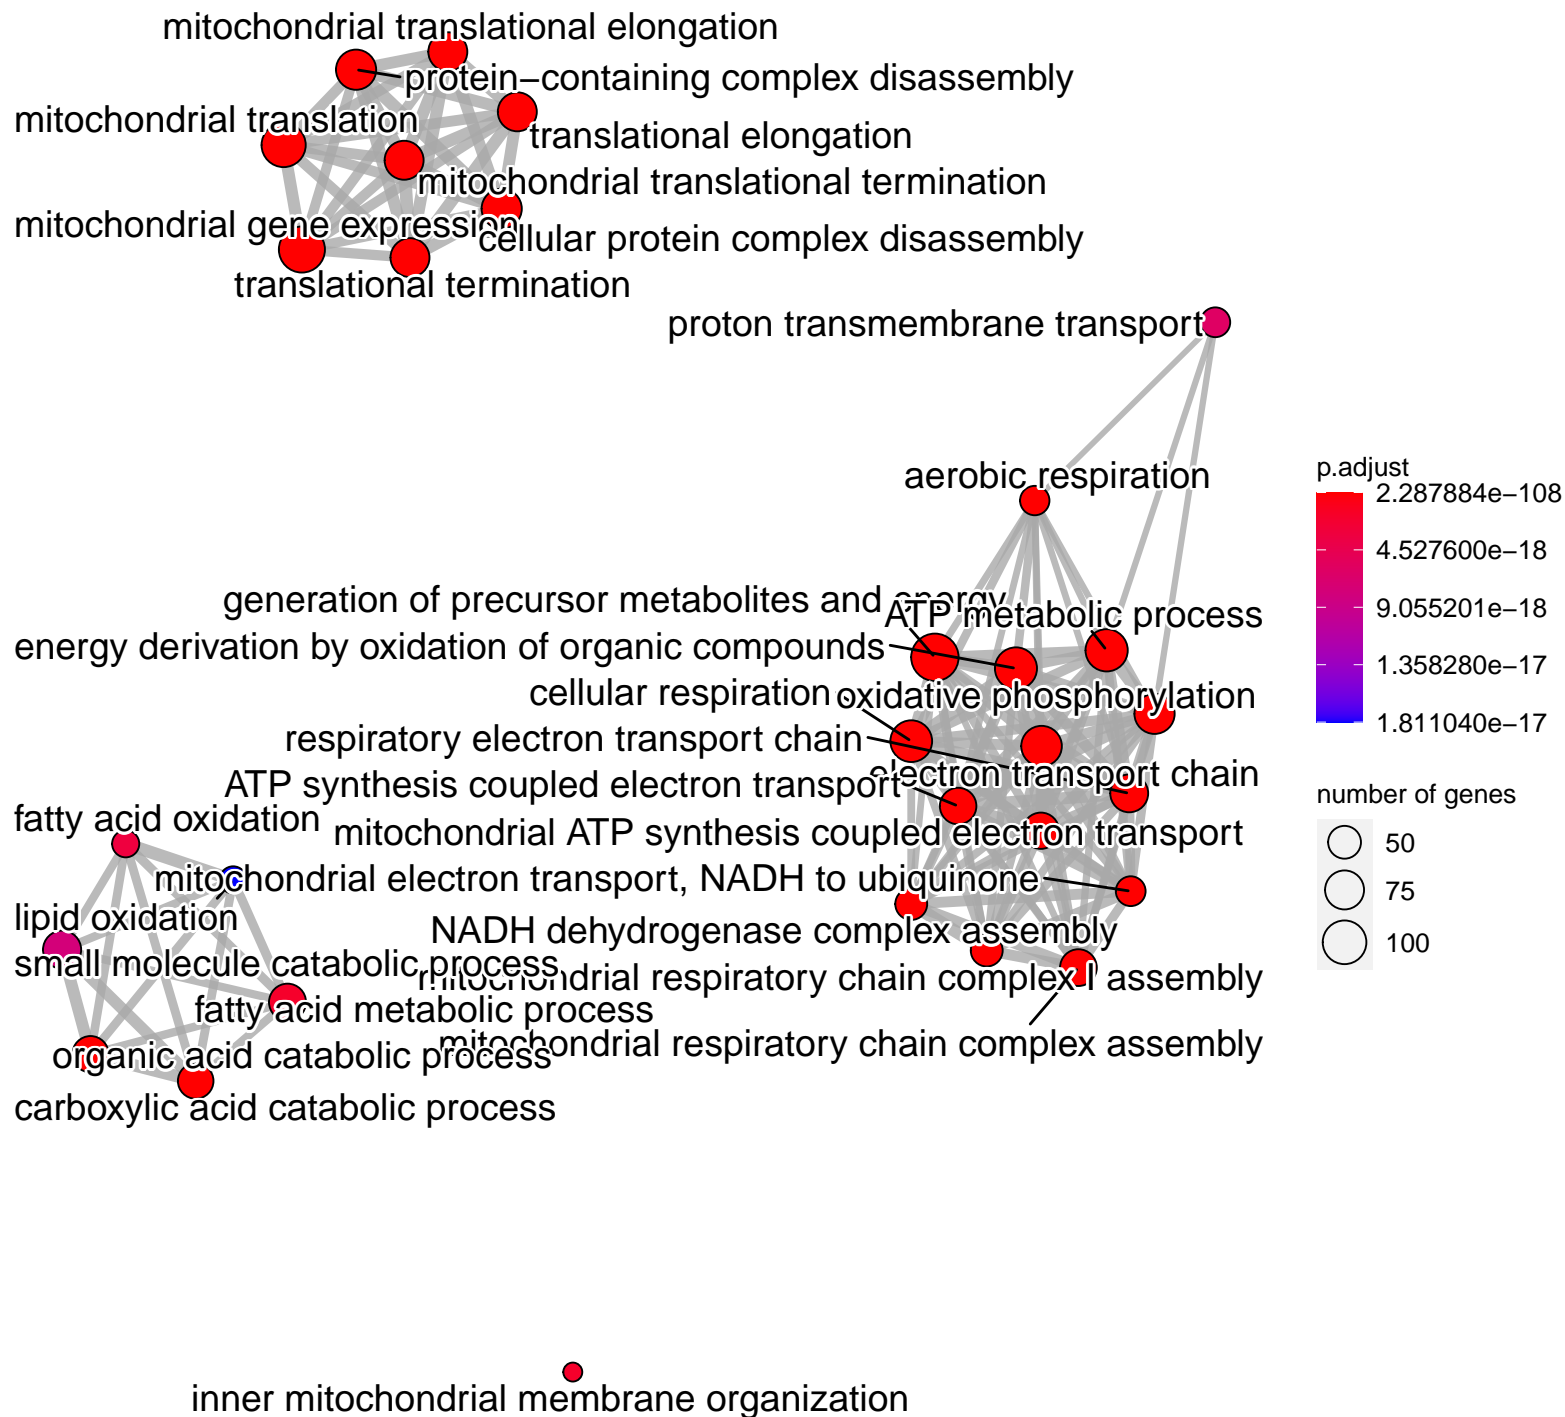 mitochondrial translational elongation
protein−containing complex disassembly
mitochondrial translation
translational elongation
mitochondrial translational termination
mitochondrial gene expression
cellular protein complex disassembly
translational termination
proton transmembrane transport
aerobic respiration
generation of precursor metabolites and energy
ATP metabolic process
energy derivation by oxidation of organic compounds
cellular respiration
oxidative phosphorylation
respiratory electron transport chain
electron transport chain
ATP synthesis coupled electron transport
fatty acid oxidation
mitochondrial ATP synthesis coupled electron transport
mitochondrial electron transport, NADH to ubiquinone
lipid oxidation
NADH dehydrogenase complex assembly
small molecule catabolic process
mitochondrial respiratory chain complex I assembly
fatty acid metabolic process
mitochondrial respiratory chain complex assembly
organic acid catabolic process
carboxylic acid catabolic process
inner mitochondrial membrane organization
p.adjust
2.287884e−108
4.527600e−18
9.055201e−18
1.358280e−17
1.811040e−17
number of genes
50
75
100